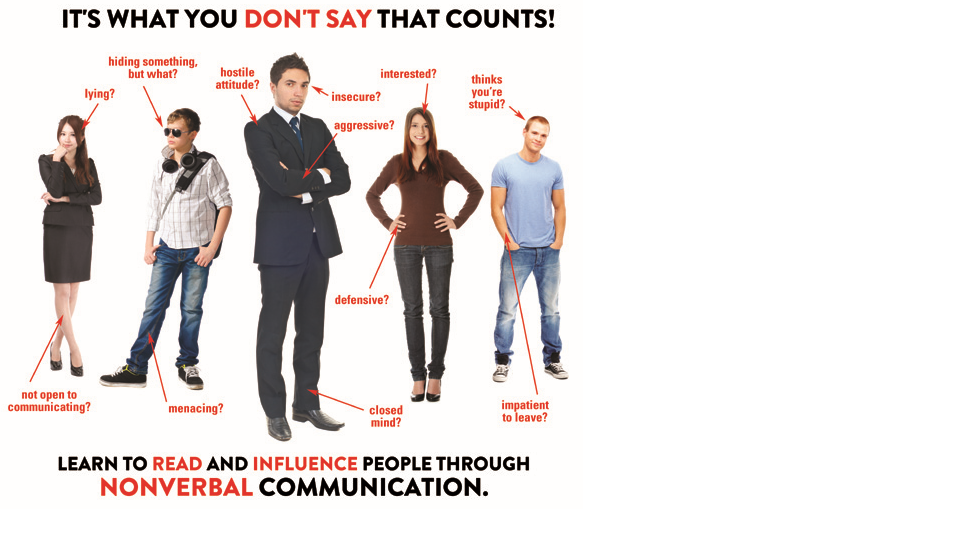 IT'S WHAT YOU DON'T SAY THAT COUNTS!
hiding something,
but what?
lying?
hostile
attitude?
insecure?
aggressive?
interested?
thinks
you're
stupid?
defensive?
not open to
communicating?
menacing?
closed
mind?
impatient
to leave?
LEARN TO READ AND INFLUENCE PEOPLE THROUGH
NONVERBAL COMMUNICATION.